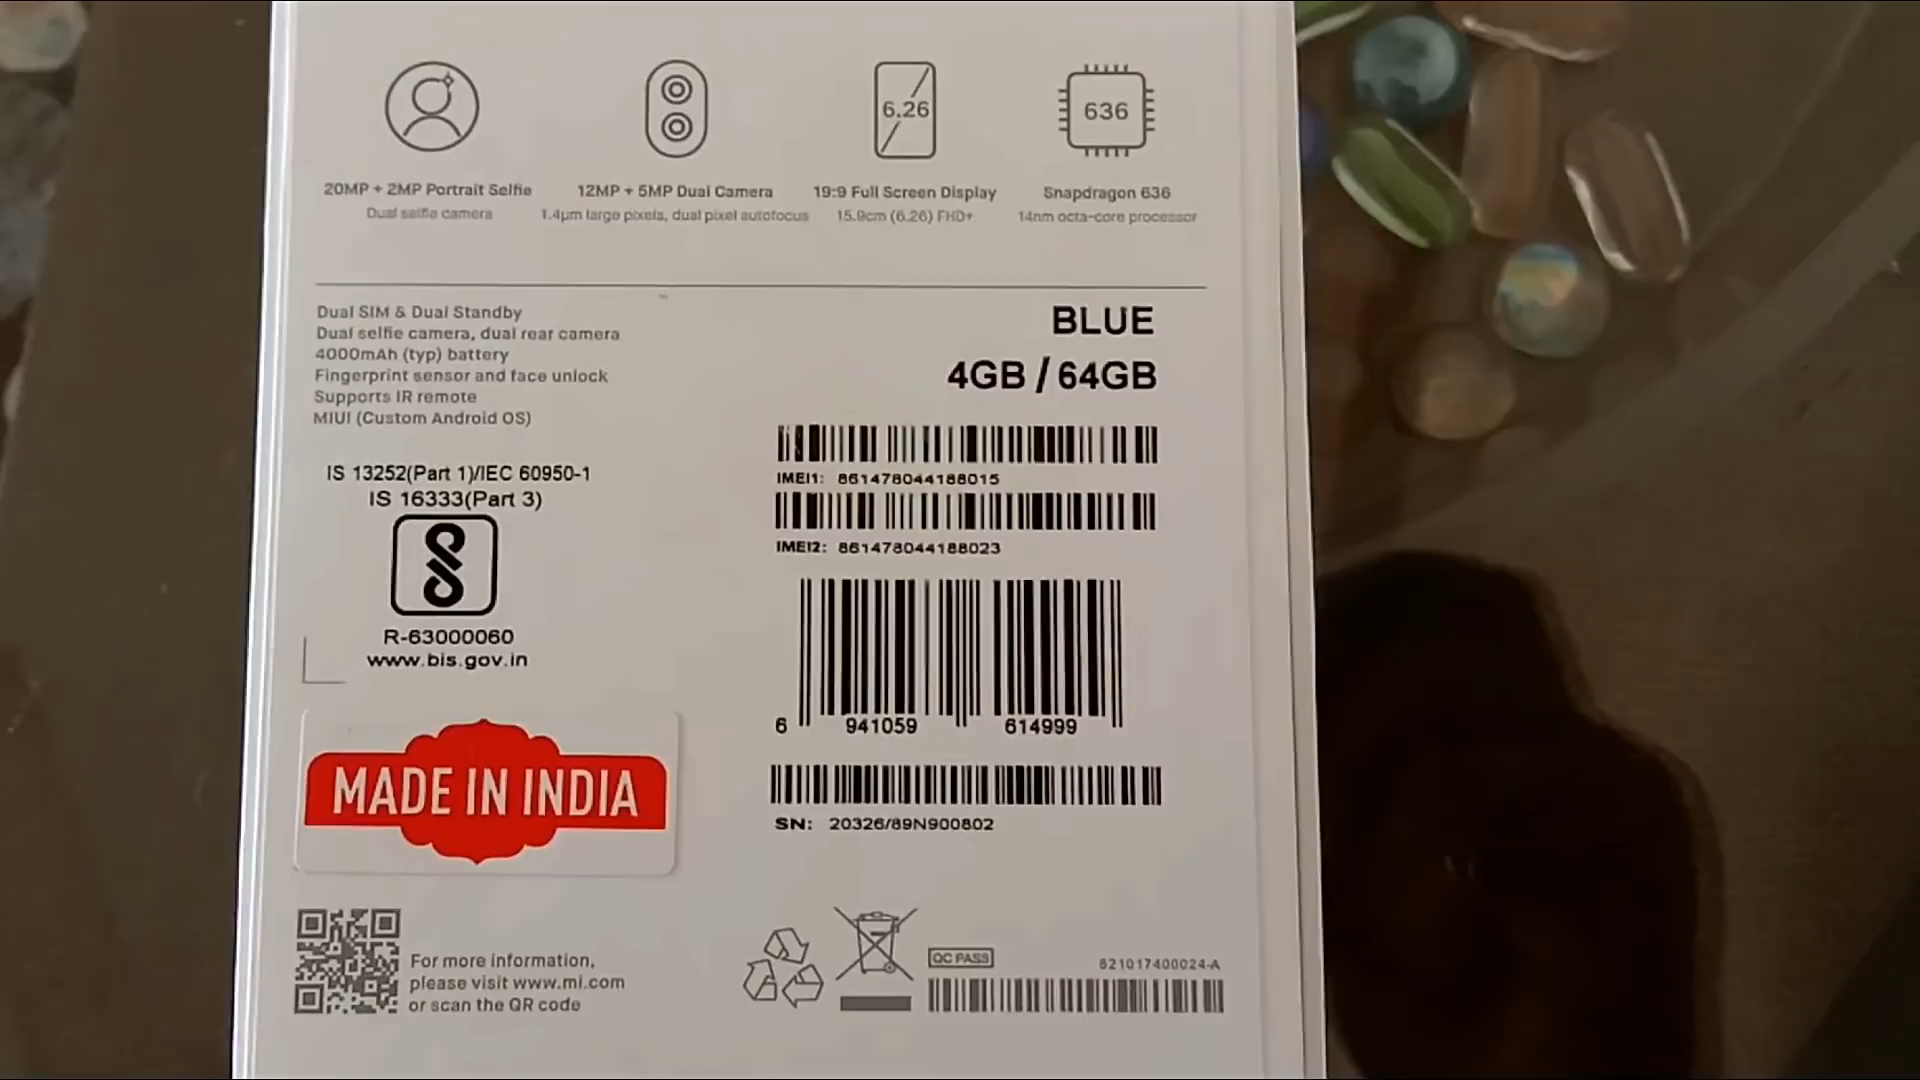 6.26
636
20MP + 2MP Portrait Selfie
Dual selfie camera
12MP + 5MP Dual Camera
1.4µm large pixels, dual pixel autofocus
19:9 Full Screen Display
15.9cm (6.26) FHD+
Snapdragon 636
14nm octa-core processor
Dual SIM & Dual Standby
Dual selfie camera, dual rear camera
4000mAh (typ) battery
Fingerprint sensor and face unlock
Supports IR remote
MIUI (Custom Android OS)
BLUE
4GB / 64GB
IS 13252(Part 1)/IEC 60950-1
IS 16333(Part 3)
R-63000060
www.bis.gov.in
IMEI1: 861478044188015
IMEI2: 861478044188023
6 941059 614999
SN: 20326/89N900802
MADE IN INDIA
For more information,
please visit www.mi.com
or scan the QR code
QC PASS
821017400024-A